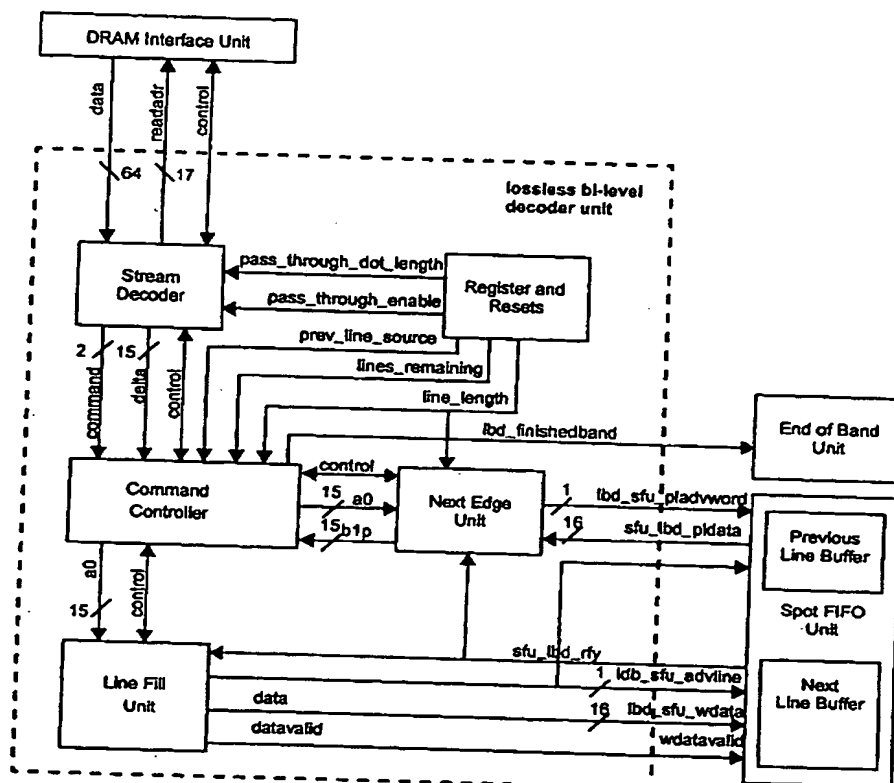 DRAM Interface Unit
data
readadr
control
64
17
lossless bi-level
decoder unit
Stream
Decoder
pass_through_dot_length
pass_through_enable
Register and
Resets
prev_line_source
lines_remaining
line_length
2
15
command
delta
control
lbd_finishedband
End of Band
Unit
Command
Controller
control
15
a0
15
b1p
Next Edge
Unit
1
lbd_sfu_pladvword
16
sfu_lbd_pldata
Previous
Line Buffer
Spot FIFO
Unit
a0
15
control
sfu_lbd_rfy
Line Fill
Unit
1
ldb_sfu_advline
data
16
lbd_sfu_wdata
datavalid
wdatavalid
Next
Line Buffer